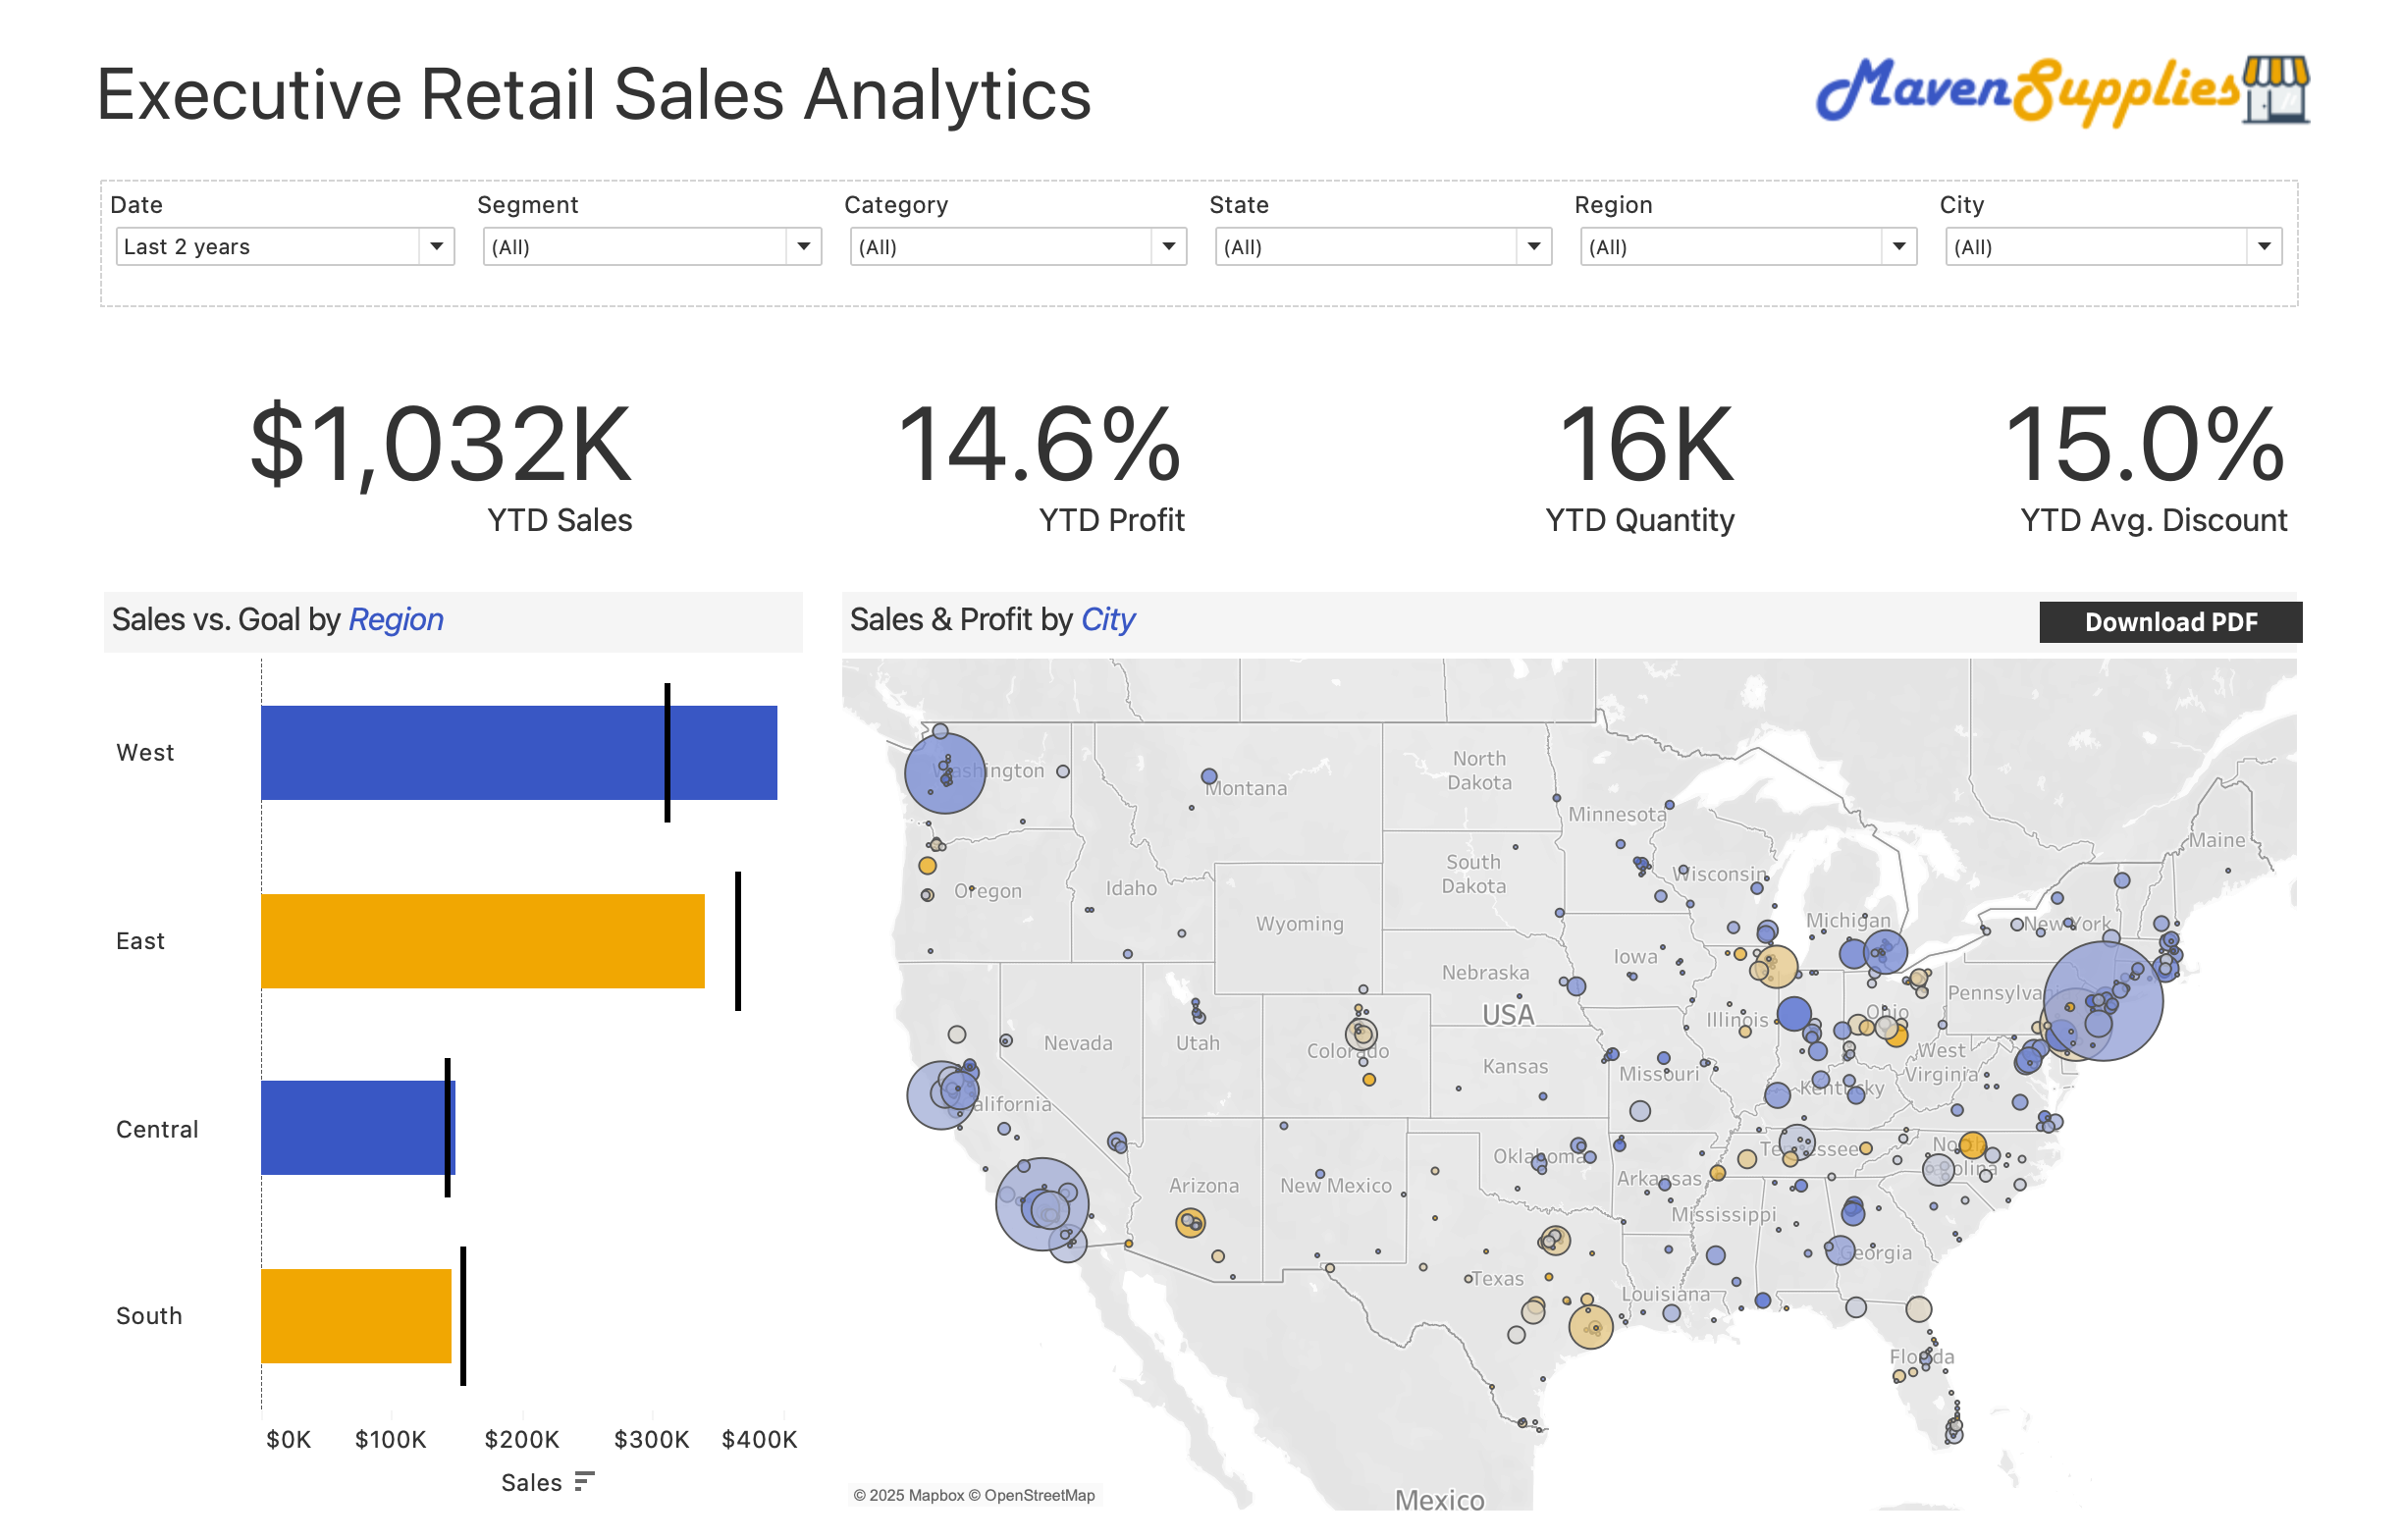 Executive Retail Sales Analytics
MavenSupplies
Date
Segment
Category
State
Region
City
Last 2 years
(All)
(All)
(All)
(All)
(All)
$1,032K
14.6%
16K
15.0%
YTD Sales
YTD Profit
YTD Quantity
YTD Avg. Discount
Sales vs. Goal by Region
West
East
Central
South
$0K
$100K
$200K
$300K
$400K
Sales
Sales & Profit by City
Download PDF
Montana
North
Dakota
Minnesota
Maine
South
Dakota
Wisconsin
Oregon
Idaho
Wyoming
Michigan
New York
Iowa
Nebraska
Pennsylva
USA
Illinois
Ohio
Nevada
Utah
Colorado
Kansas
Missouri
West
Virginia
Kentucky
alifornia
Oklahoma
Arkansas
Arizona
New Mexico
Mississippi
Georgia
Texas
Louisiana
Florida
Mexico
© 2025 Mapbox © OpenStreetMap